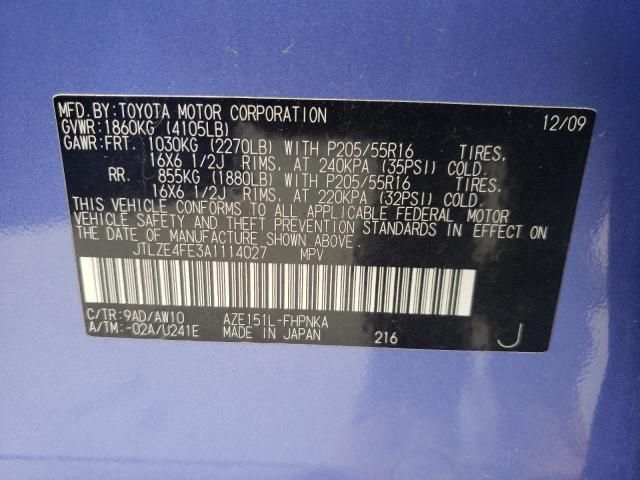 MFD.BY:TOYOTA MOTOR CORPORATION 12/09
GVWR:1860KG (4105LB)
GAWR:FRT. 1030KG (2270LB) WITH P205/55R16 TIRES,
16X6 1/2J RIMS, AT 240KPA (35PSI) COLD.
RR. 855KG (1880LB) WITH P205/55R16 TIRES,
16X6 1/2J RIMS, AT 220KPA (32PSI) COLD.
THIS VEHICLE CONFORMS TO ALL APPLICABLE FEDERAL MOTOR
VEHICLE SAFETY AND THEFT PREVENTION STANDARDS IN EFFECT ON
THE DATE OF MANUFACTURE SHOWN ABOVE.
JTLZE4FE3A1114027 MPV
C/TR:9AD/AW10 AZE151L-FHPNKA
A/TM:-02A/U241E MADE IN JAPAN 216 J